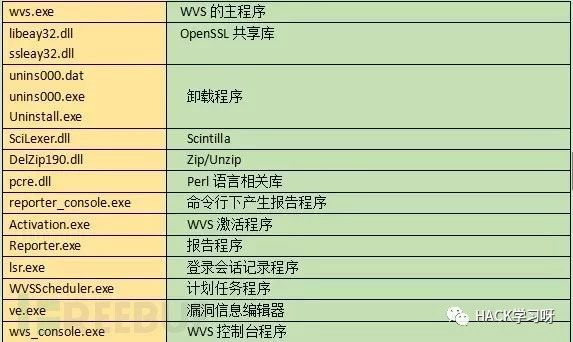 wvs.exe WVS 的主程序
libeay32.dll OpenSSL 共享库
ssleay32.dll
unins000.dat
unins000.exe 卸载程序
Uninstall.exe
SciLexer.dll Scintilla
DelZip190.dll Zip/Unzip
pcre.dll Perl 语言相关库
reporter_console.exe 命令行下产生报告程序
Activation.exe WVS 激活程序
Reporter.exe 报告程序
lsr.exe 登录会话记录程序
WVSScheduler.exe 计划任务程序
ve.exe 漏洞信息编辑器
wvs_console.exe WVS 控制台程序
HACK学习呀